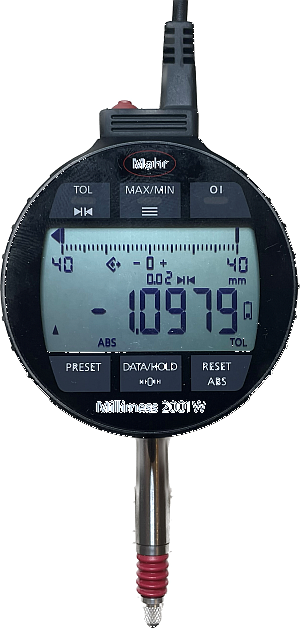 Mahr
TOL MAX/MIN OI
40 - 0 + 40
0.02 mm
-1.0979
ABS TOL
PRESET DATA/HOLD RESET
ABS
Millimess 2001W